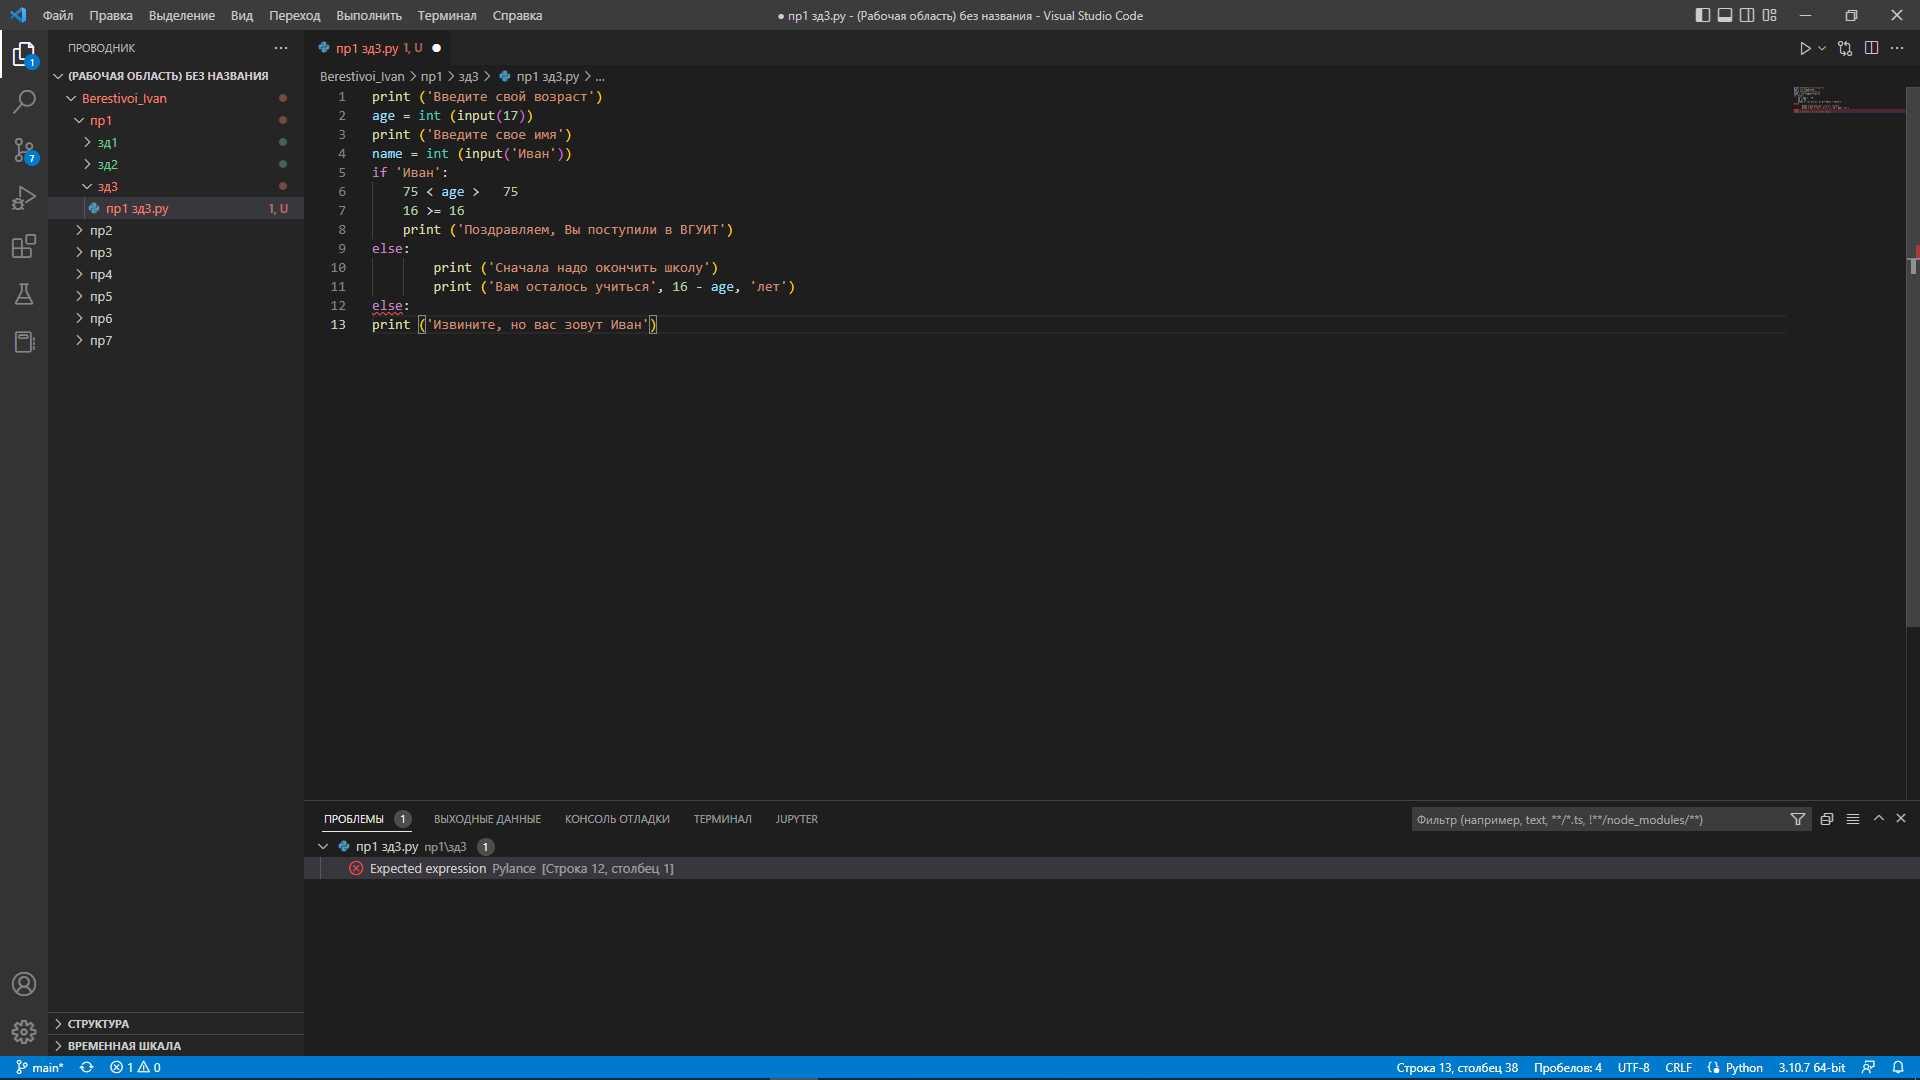 Файл Правка Выделение Вид Переход Выполнить Терминал Справка
● пр1 зд3.py - (Рабочая область) без названия - Visual Studio Code
ПРОВОДНИК
1
(РАБОЧАЯ ОБЛАСТЬ) БЕЗ НАЗВАНИЯ
Berestivoi_Ivan
пр1
зд1
7
зд2
зд3
пр1 зд3.py 1, U
пр2
пр3
пр4
пр5
пр6
пр7
СТРУКТУРА
ВРЕМЕННАЯ ШКАЛА
пр1 зд3.py 1, U
Berestivoi_Ivan > пр1 > зд3 > пр1 зд3.py > ...
1 print ('Введите свой возраст')
2 age = int (input(17))
3 print ('Введите свое имя')
4 name = int (input('Иван'))
5 if 'Иван':
6 75 < age >   75
7 16 >= 16
8 print ('Поздравляем, Вы поступили в ВГУИТ')
9 else:
10 print ('Сначала надо окончить школу')
11 print ('Вам осталось учиться', 16 - age, 'лет')
12 else:
13 print ('Извините, но вас зовут Иван')
ПРОБЛЕМЫ 1 ВЫХОДНЫЕ ДАННЫЕ КОНСОЛЬ ОТЛАДКИ ТЕРМИНАЛ JUPYTER
Фильтр (например, text, **/*.ts, !**/node_modules/**)
пр1 зд3.py пр1\зд3 1
Expected expression Pylance [Строка 12, столбец 1]
main* 1 0
Строка 13, столбец 38 Пробелов: 4 UTF-8 CRLF Python 3.10.7 64-bit